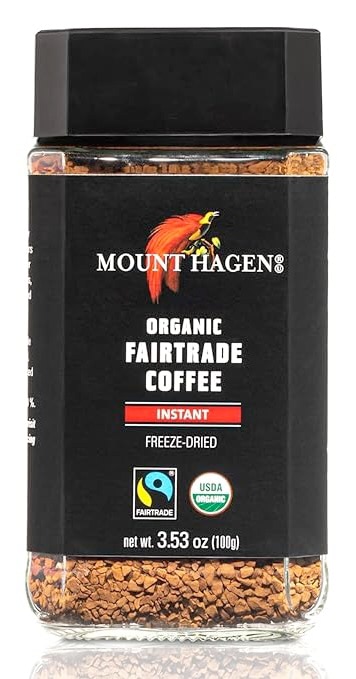 MOUNT HAGEN®
ORGANIC
FAIRTRADE
COFFEE
INSTANT
FREEZE-DRIED
FAIRTRADE
USDA
ORGANIC
net wt. 3.53 oz (100g)